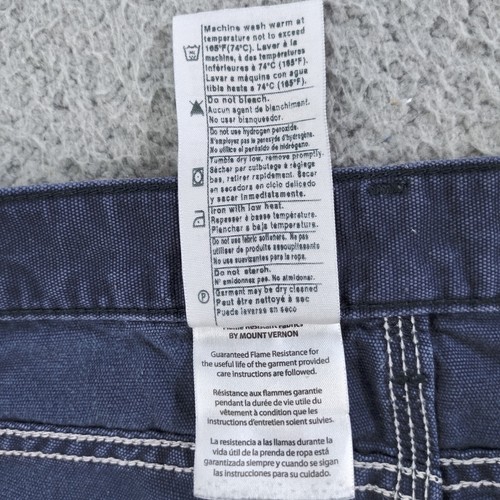 Machine wash warm at
temperature not to exceed
165°F(74°C). Laver à la
machine, à des températures
inférieures à 74°C (165°F).
Lavar a máquina con agua
tibia hasta a 74°C (165°F).
Do not bleach.
Aucun agent de blanchiment.
No usar blanqueador.
Do not use hydrogen peroxide.
N'employez pas le peroxyde d'hydrogène.
No utilice el peróxido de hidrógeno.
Tumble dry low, remove promptly.
Sécher par culbutage à réglage
bas, retirer rapidement. Secar
en secadora en ciclo delicado
y sacar inmediatamente.
Iron with low heat.
Repasser à basse température.
Planchar a baja temperatura.
Do not use fabric softeners. Ne pas
utiliser de produits assouplissants
No use suavizantes para la ropa.
Do not starch.
N'amidonnez pas. No almidonar.
P
Garment may be dry cleaned
Peut être nettoyé à sec
Puede lavarse en seco
Flame Resistant Fabric
BY MOUNT VERNON
Guaranteed Flame Resistance for
the useful life of the garment provided
care instructions are followed.
Résistance aux flammes garantie
pendant la durée de vie utile du
vêtement à condition que les
instructions d'entretien soient suivies.
La resistencia a las llamas durante la
vida útil de la prenda de ropa está
garantizada siempre y cuando se sigan
las instrucciones para su cuidado.